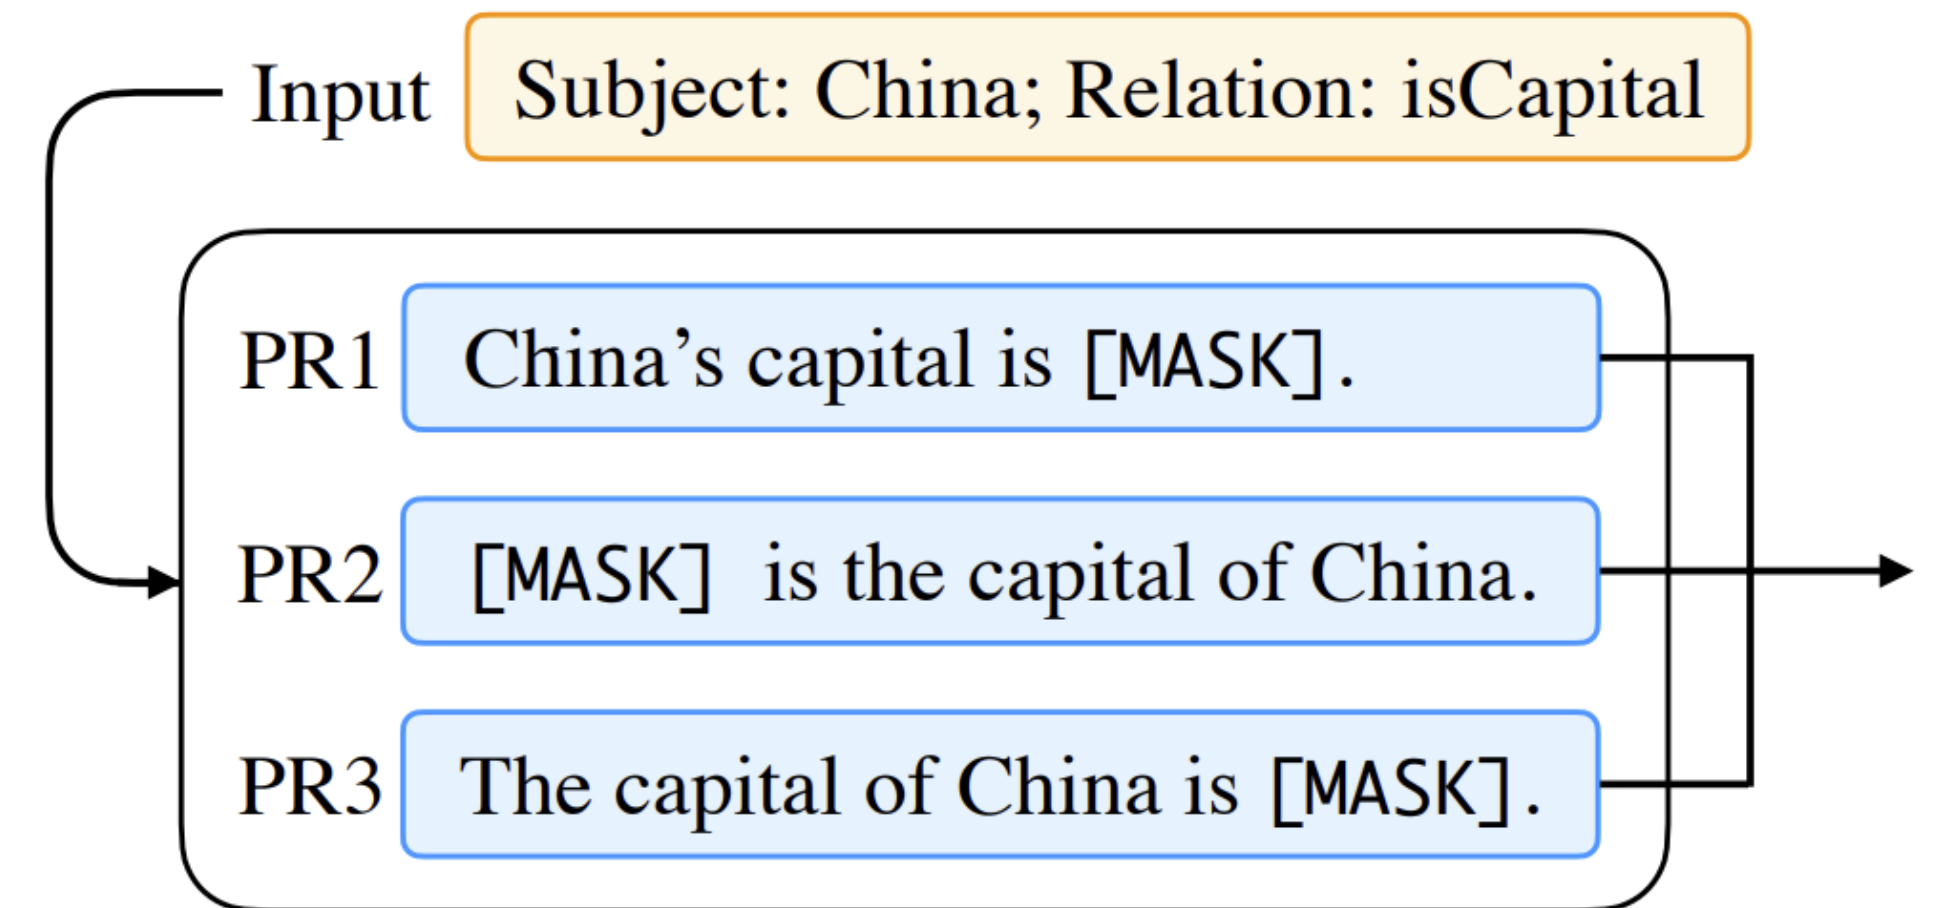 Input Subject: China; Relation: isCapital
PR1 China’s capital is [MASK].
PR2 [MASK] is the capital of China.
PR3 The capital of China is [MASK].